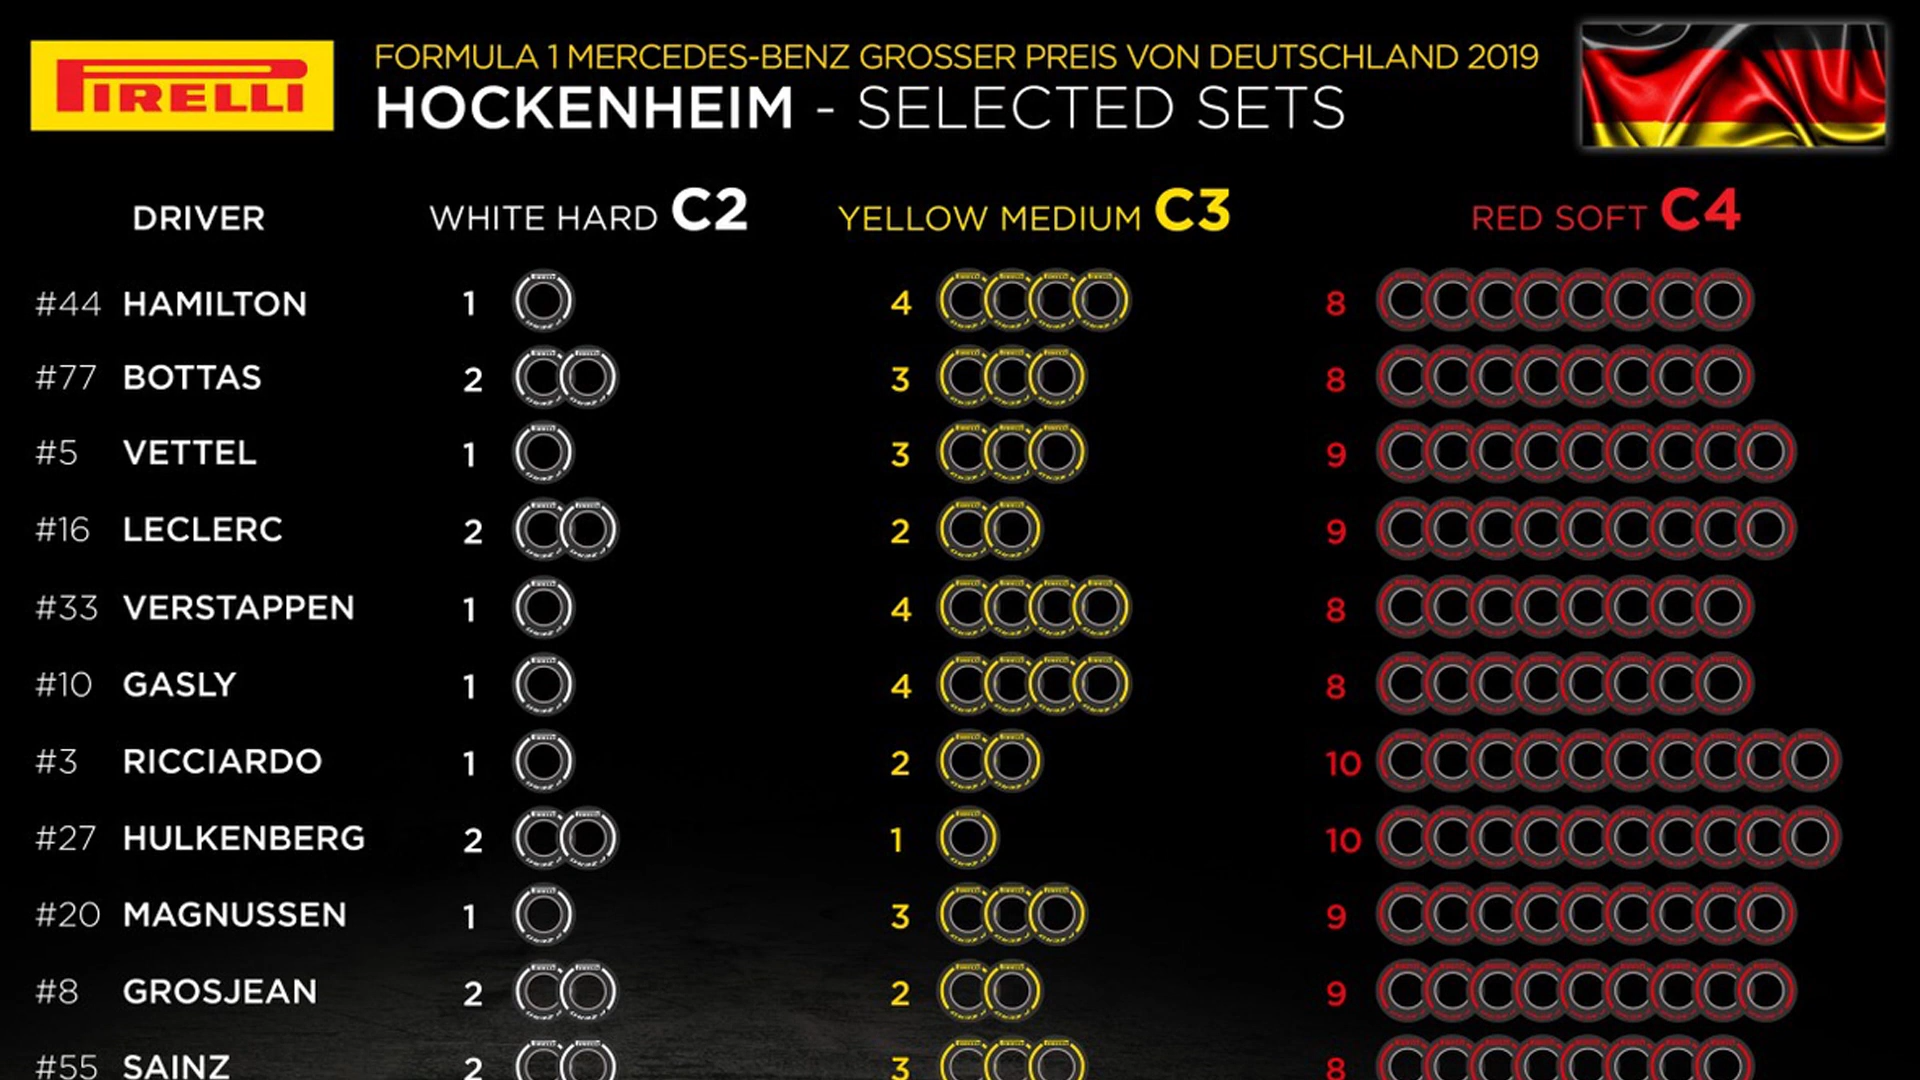 PIRELLI
FORMULA 1 MERCEDES-BENZ GROSSER PREIS VON DEUTSCHLAND 2019
HOCKENHEIM - SELECTED SETS
DRIVER WHITE HARD C2 YELLOW MEDIUM C3 RED SOFT C4
#44 HAMILTON 1 4 8
#77 BOTTAS 2 3 8
#5 VETTEL 1 3 9
#16 LECLERC 2 2 9
#33 VERSTAPPEN 1 4 8
#10 GASLY 1 4 8
#3 RICCIARDO 1 2 10
#27 HULKENBERG 2 1 10
#20 MAGNUSSEN 1 3 9
#8 GROSJEAN 2 2 9
#55 SAINZ 2 3 8